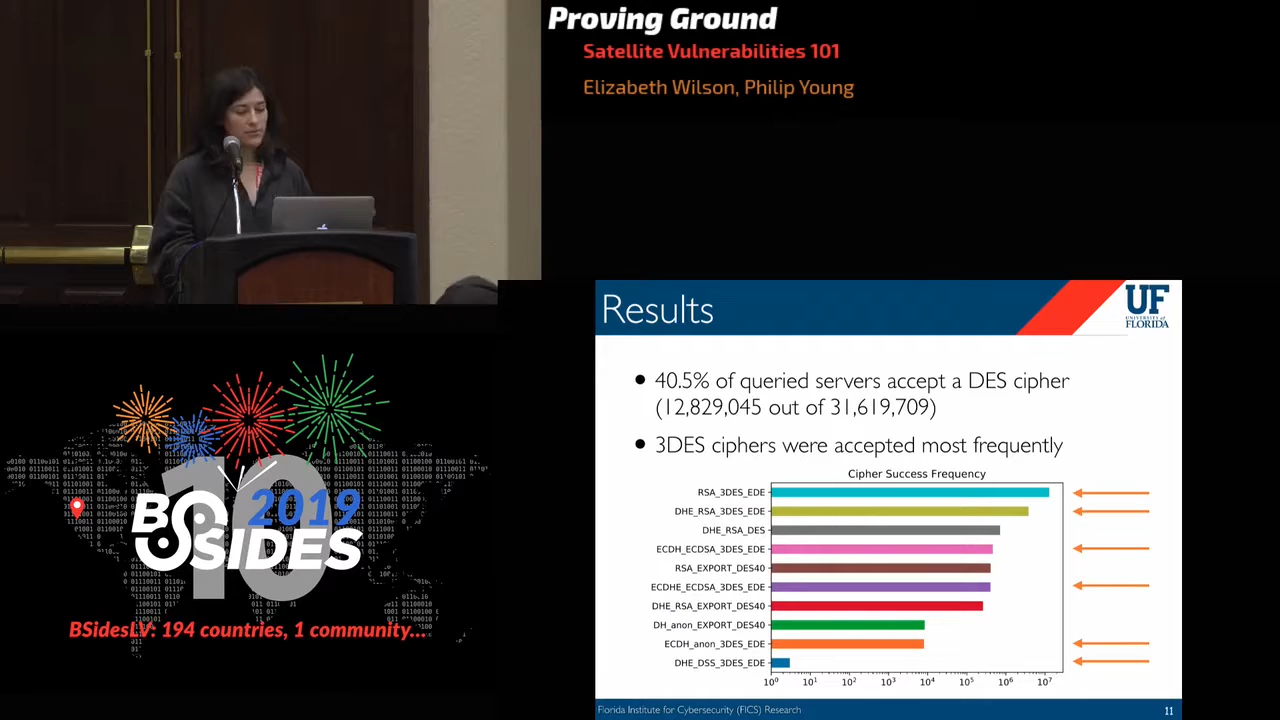 Proving Ground
Satellite Vulnerabilities 101
Elizabeth Wilson, Philip Young
Results
UF
UNIVERSITY of
FLORIDA
• 40.5% of queried servers accept a DES cipher
(12,829,045 out of 31,619,709)
• 3DES ciphers were accepted most frequently
Cipher Success Frequency
RSA_3DES_EDE
DHE_RSA_3DES_EDE
DHE_RSA_DES
ECDH_ECDSA_3DES_EDE
RSA_EXPORT_DES40
ECDHE_ECDSA_3DES_EDE
DHE_RSA_EXPORT_DES40
DH_anon_EXPORT_DES40
ECDH_anon_3DES_EDE
DHE_DSS_3DES_EDE
10⁰ 10¹ 10² 10³ 10⁴ 10⁵ 10⁶ 10⁷
Florida Institute for Cybersecurity (FICS) Research
11
10
2019
BSIDES
BSidesLV: 194 countries, 1 community...